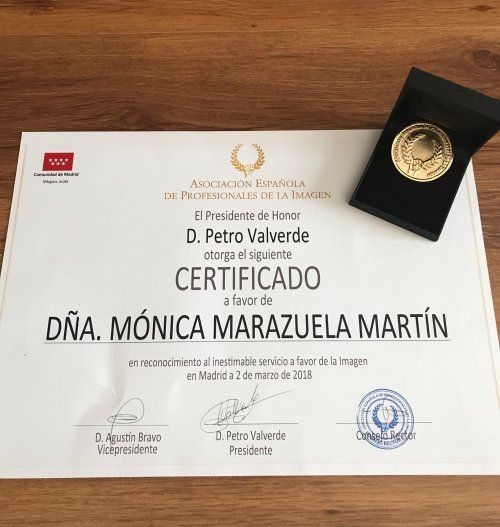 Comunidad de Madrid
ASOCIACIÓN ESPAÑOLA
DE PROFESIONALES DE LA IMAGEN
El Presidente de Honor
D. Petro Valverde
otorga el siguiente
CERTIFICADO
a favor de
DÑA. MÓNICA MARAZUELA MARTÍN
en reconocimiento al inestimable servicio a favor de la Imagen
en Madrid a 2 de marzo de 2018
D. Agustín Bravo
Vicepresidente
D. Petro Valverde
Presidente
Consejo Rector